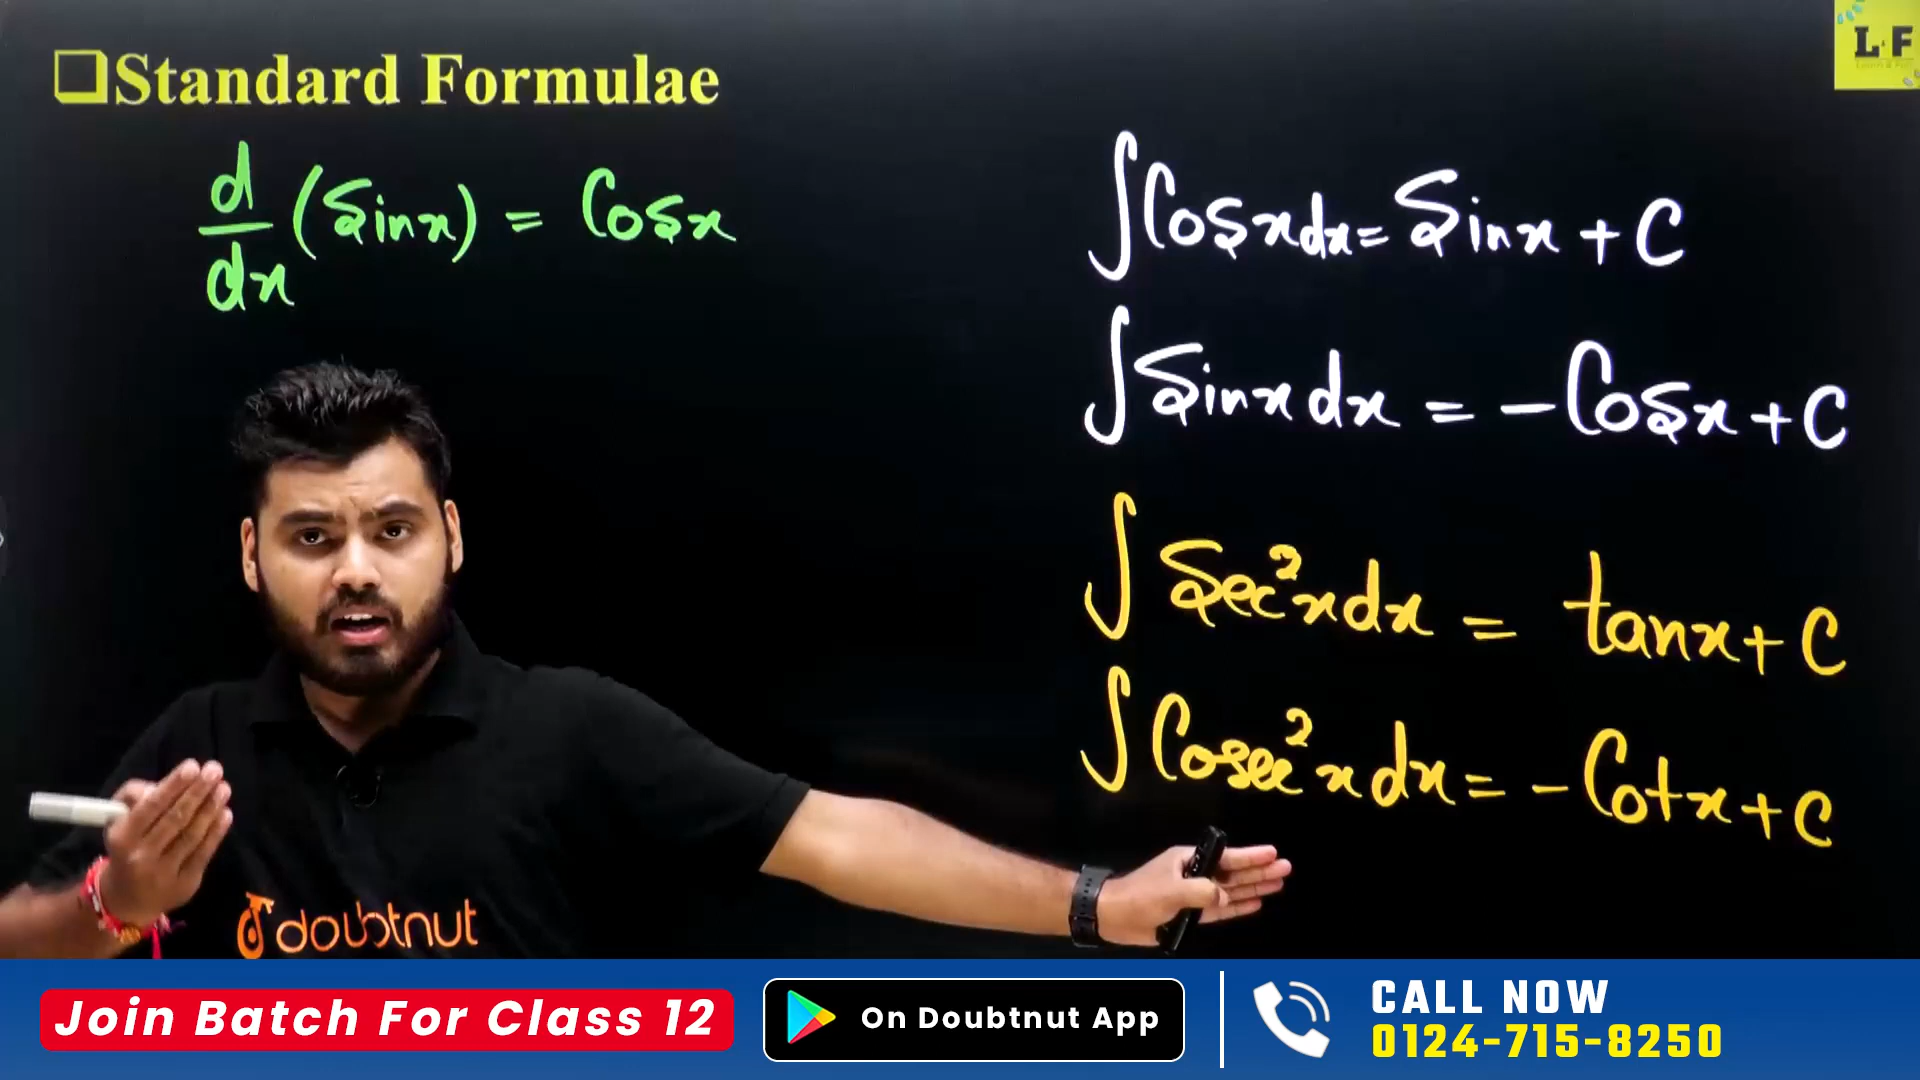 Standard Formulae
d/dx (Sinx) = Cosx
∫Cosxdx = Sinx + C
∫Sinxdx = -Cosx + C
∫Sec²xdx = tanx + C
∫Cosec²xdx = -Cotx + C
L F
doubtnut
Join Batch For Class 12
On Doubtnut App
CALL NOW
0124-715-8250